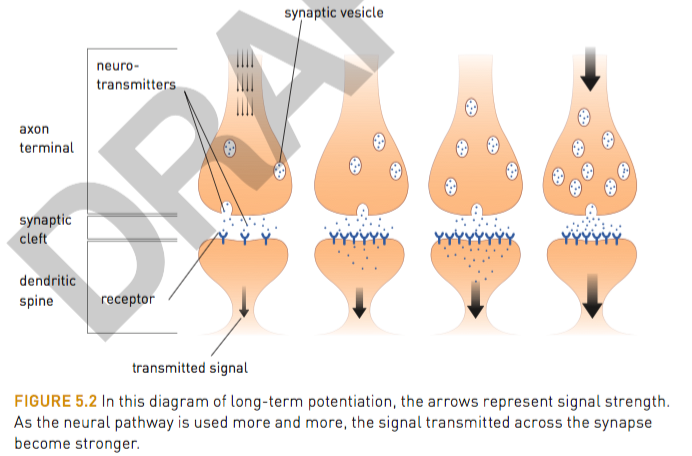 synaptic vesicle
neuro-
transmitters
axon
terminal
synaptic
cleft
dendritic
spine
receptor
transmitted signal
DRAF
FIGURE 5.2 In this diagram of long-term potentiation, the arrows represent signal strength.
As the neural pathway is used more and more, the signal transmitted across the synapse
become stronger.